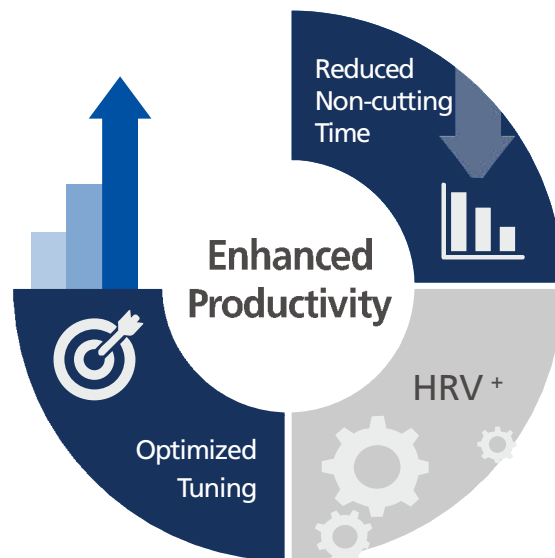 Reduced
Non-cutting
Time
Enhanced
Productivity
HRV +
Optimized
Tuning